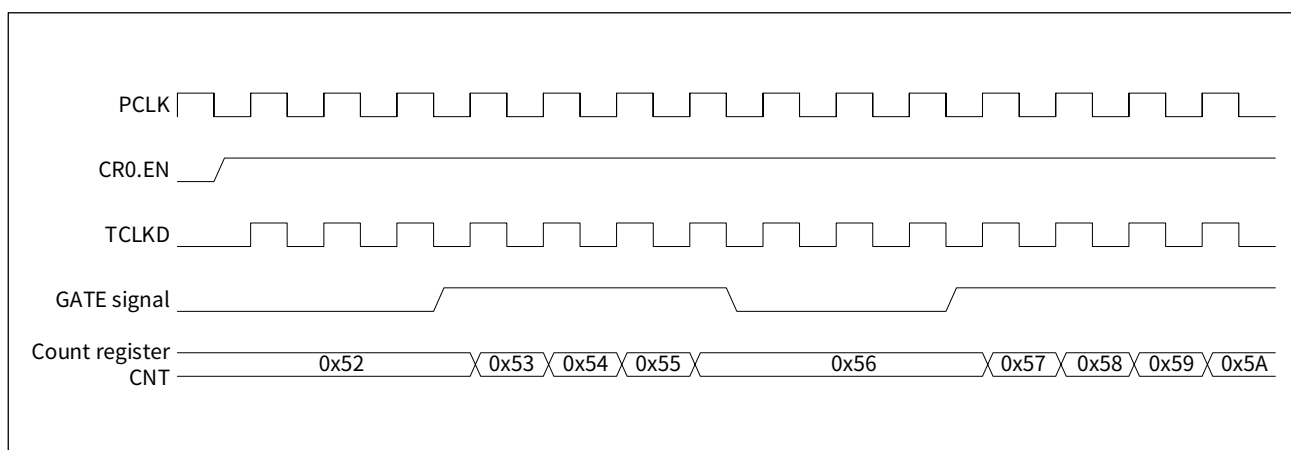 PCLK
CR0.EN
TCLKD
GATE signal
Count register
CNT
0x52 0x53 0x54 0x55 0x56 0x57 0x58 0x59 0x5A